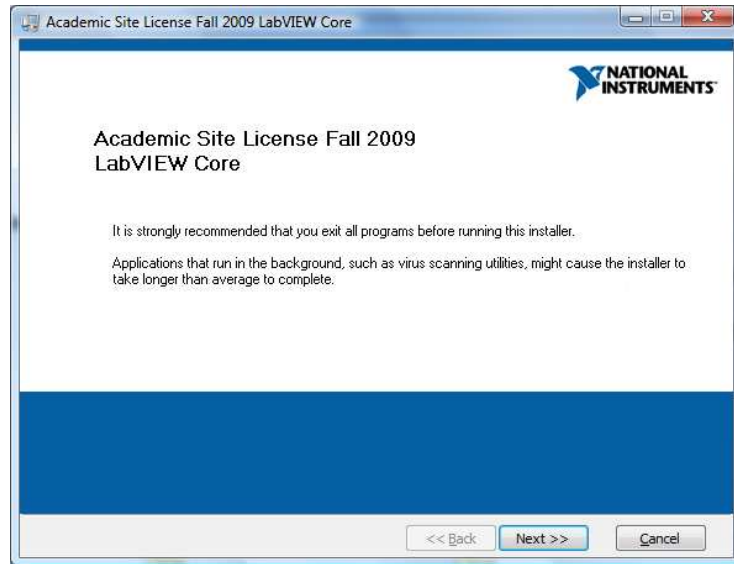 Academic Site License Fall 2009 LabVIEW Core
NATIONAL
INSTRUMENTS
Academic Site License Fall 2009
LabVIEW Core
It is strongly recommended that you exit all programs before running this installer.
Applications that run in the background, such as virus scanning utilities, might cause the installer to
take longer than average to complete.
<< Back Next >> Cancel